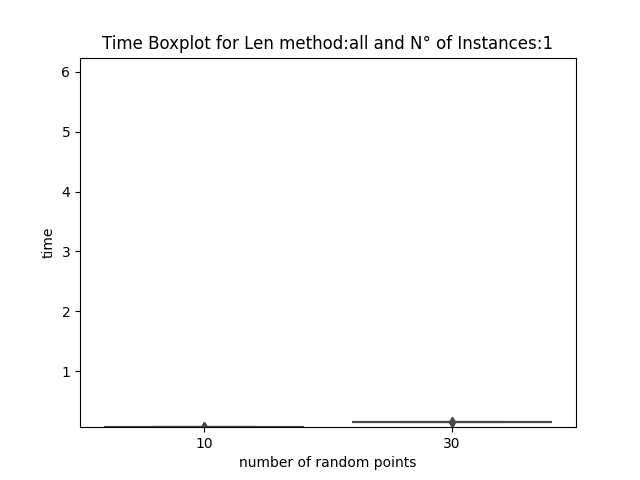 Time Boxplot for Len method:all and N° of Instances:1
6
5
4
3
2
1
time
10
30
number of random points